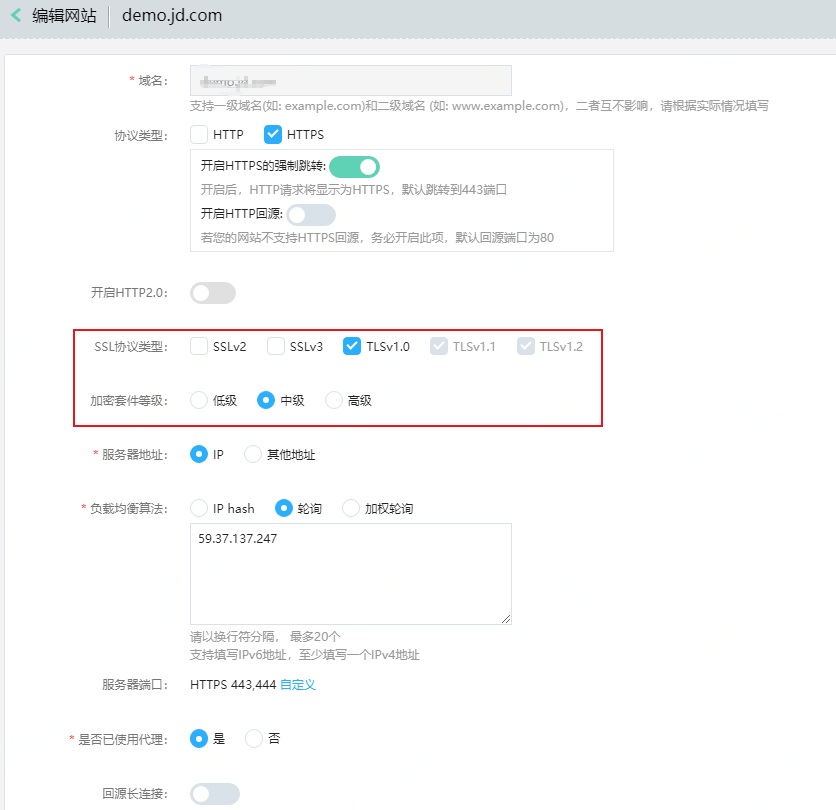 编辑网站 demo.jd.com
* 域名:
支持一级域名(如: example.com)和二级域名 (如: www.example.com)，二者互不影响，请根据实际情况填写
协议类型: HTTP HTTPS
开启HTTPS的强制跳转:
开启后，HTTP请求将显示为HTTPS，默认跳转到443端口
开启HTTP回源:
若您的网站不支持HTTPS回源，务必开启此项，默认回源端口为80
开启HTTP2.0:
SSL协议类型: SSLv2 SSLv3 TLSv1.0 TLSv1.1 TLSv1.2
加密套件等级: 低级 中级 高级
* 服务器地址: IP 其他地址
* 负载均衡算法: IP hash 轮询 加权轮询
59.37.137.247
请以换行符分隔， 最多20个
支持填写IPv6地址，至少填写一个IPv4地址
服务器端口: HTTPS 443,444 自定义
* 是否已使用代理: 是 否
回源长连接: